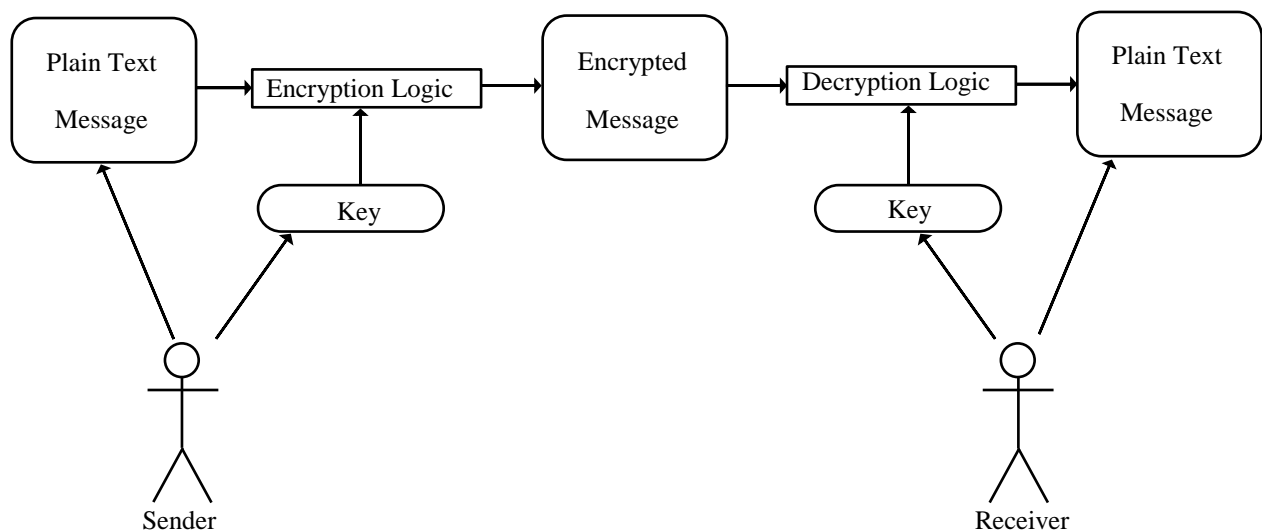 Plain Text
Message
Encryption Logic
Encrypted
Message
Decryption Logic
Plain Text
Message
Key
Key
Sender
Receiver